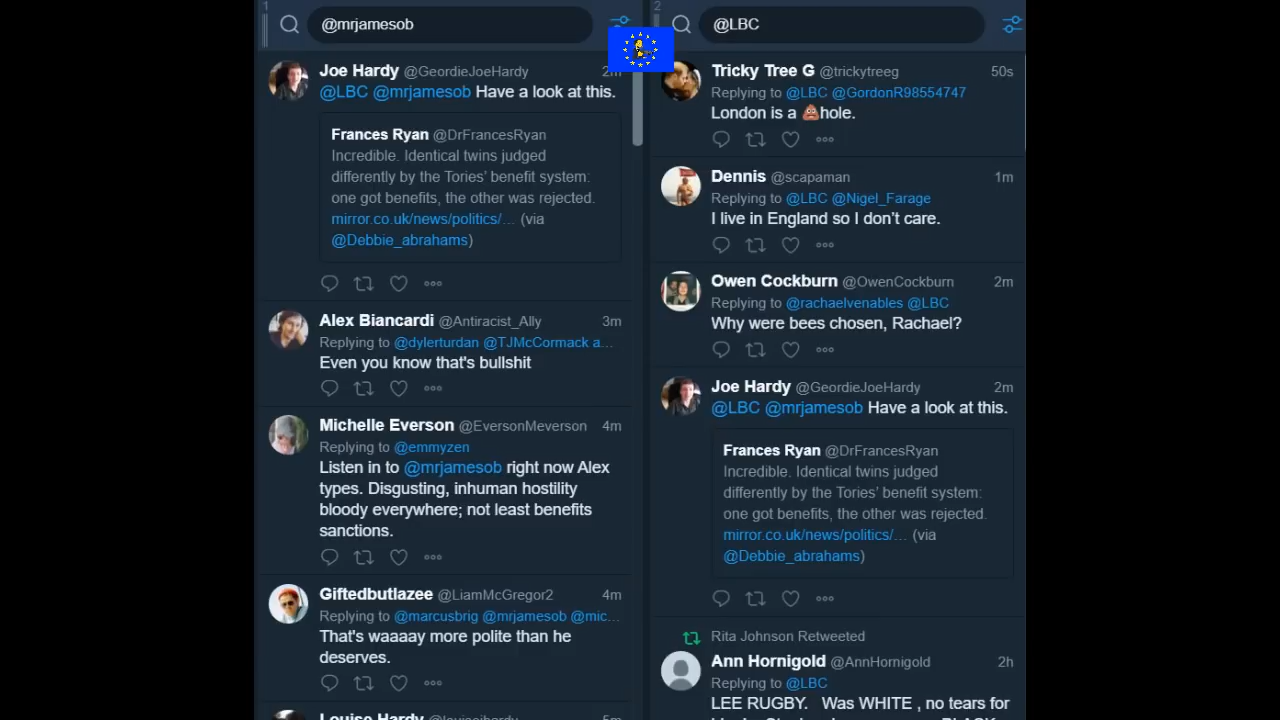 1
@mrjamesob
Joe Hardy @GeordieJoeHardy 2m
@LBC @mrjamesob Have a look at this.
Frances Ryan @DrFrancesRyan
Incredible. Identical twins judged
differently by the Tories' benefit system:
one got benefits, the other was rejected.
mirror.co.uk/news/politics/… (via
@Debbie_abrahams)
Alex Biancardi @Antiracist_Ally 3m
Replying to @dylerturdan @TJMcCormack a…
Even you know that's bullshit
Michelle Everson @EversonMeverson 4m
Replying to @emmyzen
Listen in to @mrjamesob right now Alex
types. Disgusting, inhuman hostility
bloody everywhere; not least benefits
sanctions.
Giftedbutlazee @LiamMcGregor2 4m
Replying to @marcusbrig @mrjamesob @mic…
That's waaaay more polite than he
deserves.
Louise Hardy @louisejhardy 5m
2
@LBC
Tricky Tree G @trickytreeg 50s
Replying to @LBC @GordonR98554747
London is a 💩hole.
Dennis @scapaman 1m
Replying to @LBC @Nigel_Farage
I live in England so I don't care.
Owen Cockburn @OwenCockburn 2m
Replying to @rachaelvenables @LBC
Why were bees chosen, Rachael?
Joe Hardy @GeordieJoeHardy 2m
@LBC @mrjamesob Have a look at this.
Frances Ryan @DrFrancesRyan
Incredible. Identical twins judged
differently by the Tories' benefit system:
one got benefits, the other was rejected.
mirror.co.uk/news/politics/… (via
@Debbie_abrahams)
Rita Johnson Retweeted
Ann Hornigold @AnnHornigold 2h
Replying to @LBC
LEE RUGBY. Was WHITE , no tears for